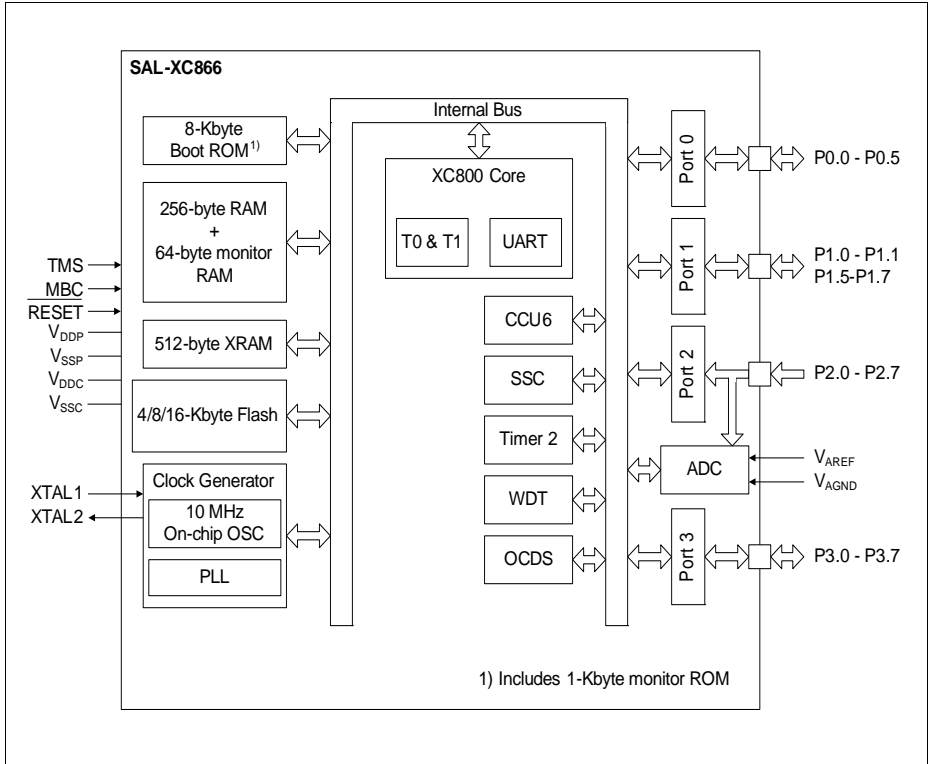 SAL-XC866
Internal Bus
8-Kbyte
Boot ROM1)
256-byte RAM
+
64-byte monitor
RAM
512-byte XRAM
4/8/16-Kbyte Flash
Clock Generator
10 MHz
On-chip OSC
PLL
TMS
MBC
RESET
VDDP
VSSP
VDDC
VSSC
XTAL1
XTAL2
XC800 Core
T0 & T1
UART
CCU6
SSC
Timer 2
WDT
OCDS
Port 0
Port 1
Port 2
ADC
Port 3
P0.0 - P0.5
P1.0 - P1.1
P1.5-P1.7
P2.0 - P2.7
VAREF
VAGND
P3.0 - P3.7
1) Includes 1-Kbyte monitor ROM